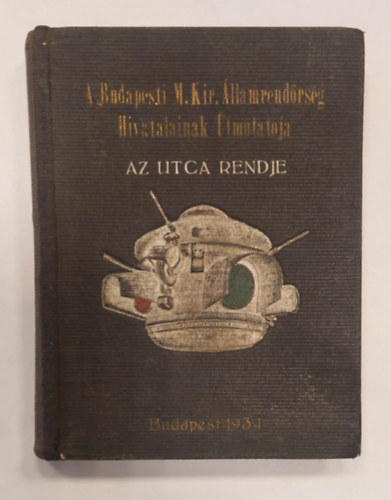 A Budapesti M. Kir. Államrendőrség
Hivatalainak Útmutatója
AZ UTCA RENDJE
Budapest 1934